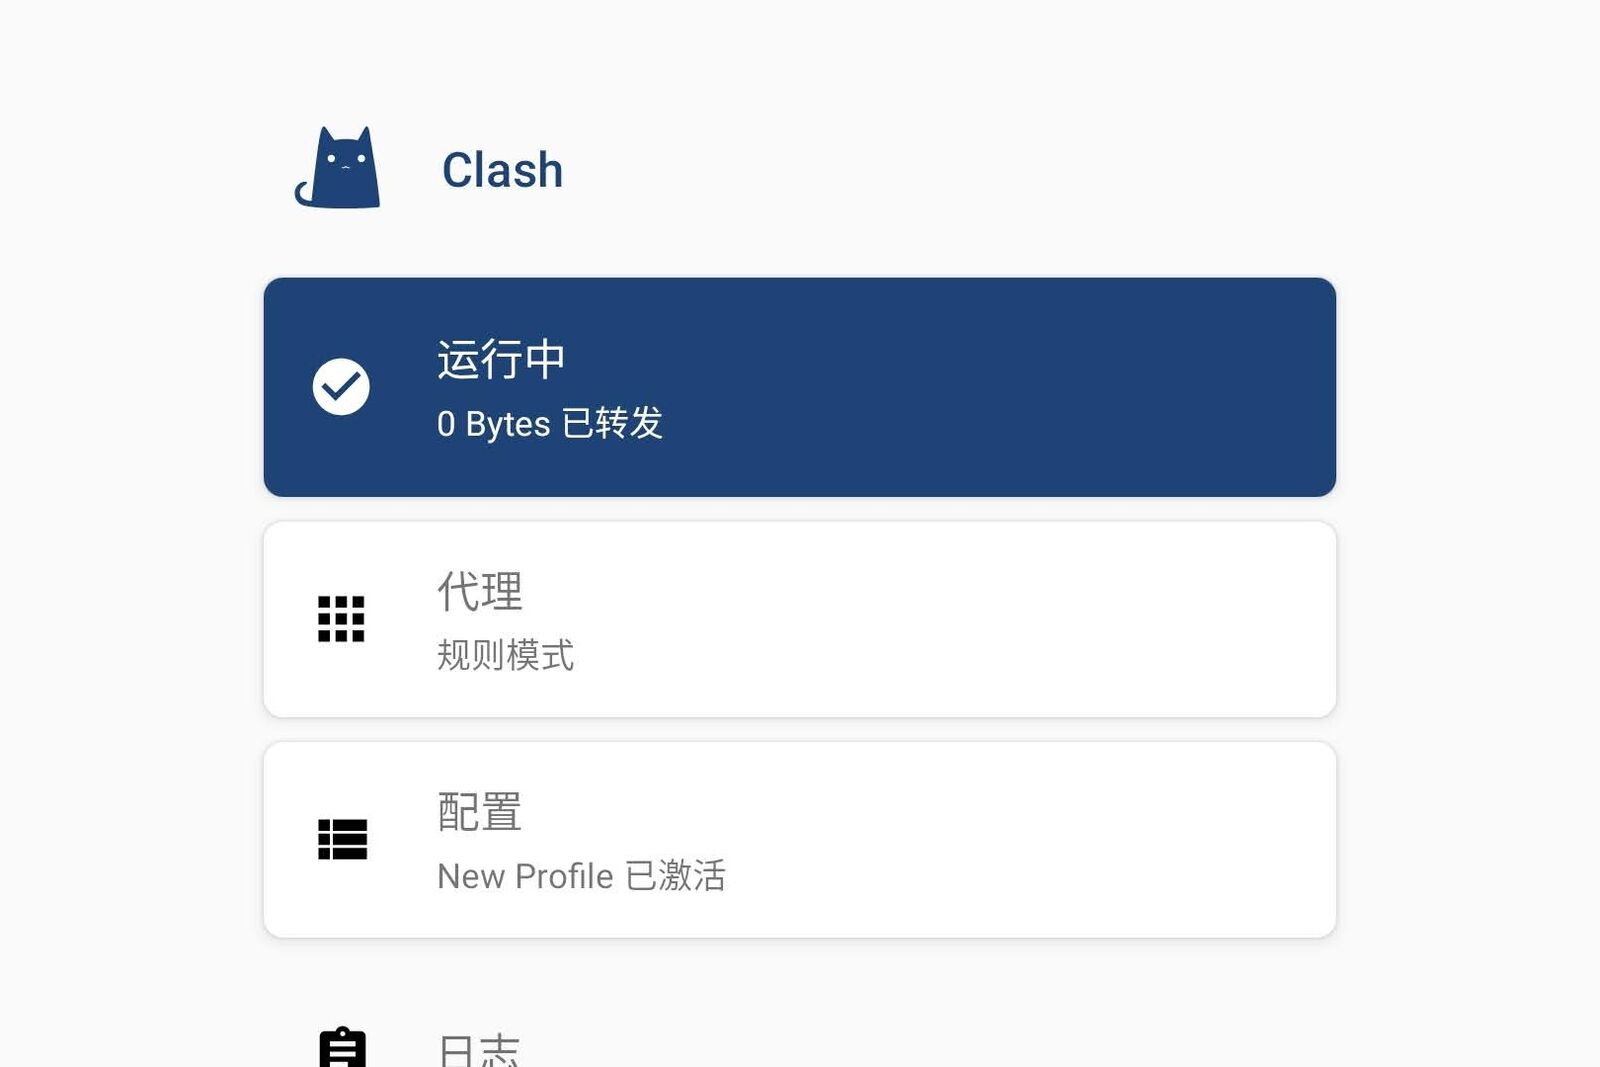 Clash
运行中
0 Bytes 已转发
代理
规则模式
配置
New Profile 已激活
日志